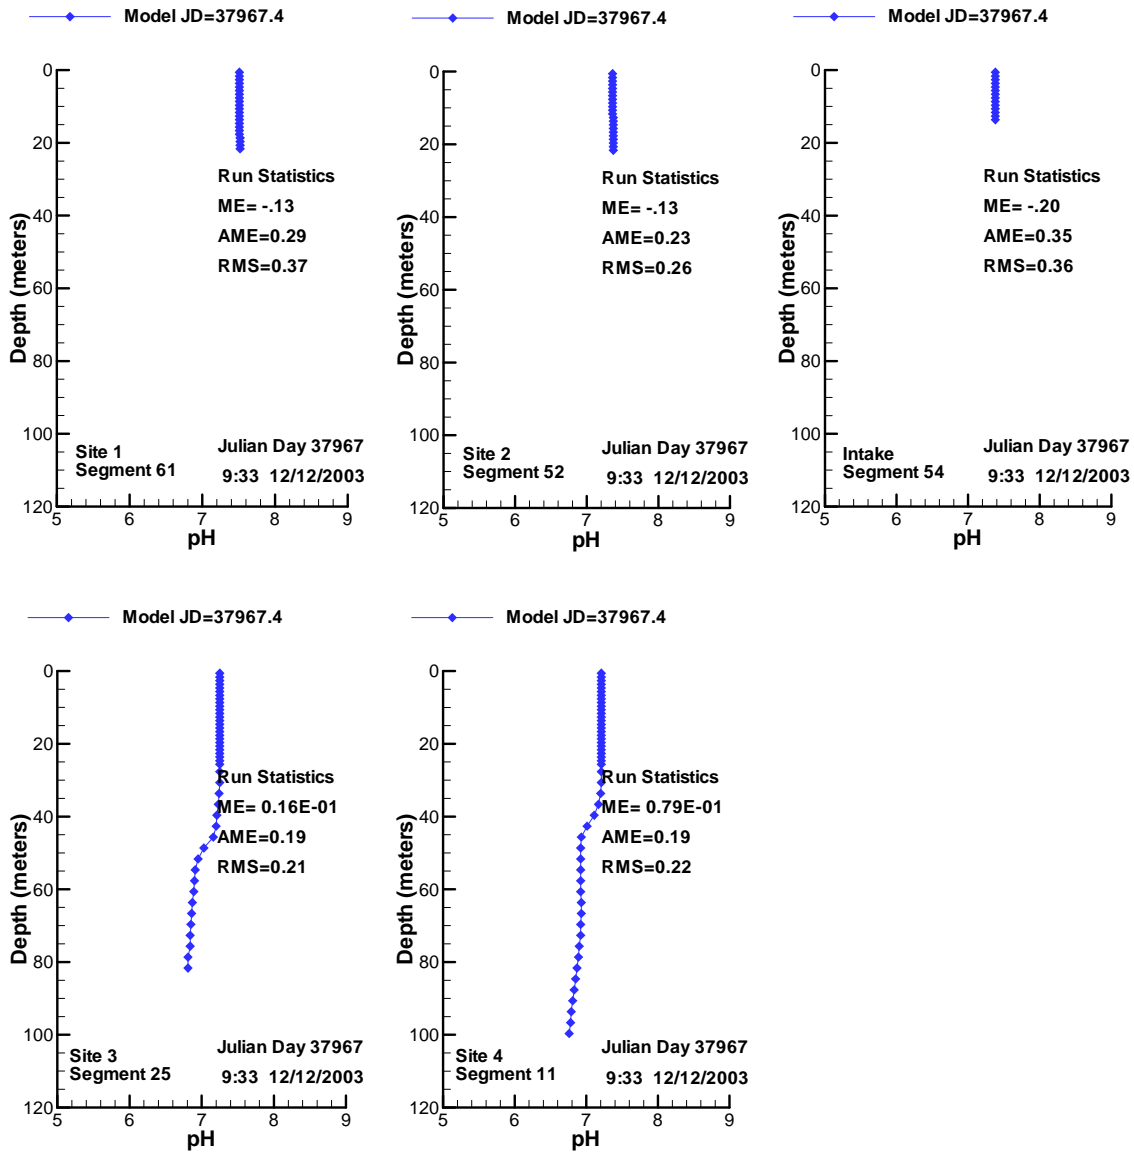 Model JD=37967.4
0
20
40
60
80
100
120
Depth (meters)
Run Statistics
ME= -.13
AME=0.29
RMS=0.37
Site 1
Segment 61
Julian Day 37967
9:33 12/12/2003
5 6 7 8 9
pH
Model JD=37967.4
0
20
40
60
80
100
120
Depth (meters)
Run Statistics
ME= -.13
AME=0.23
RMS=0.26
Site 2
Segment 52
Julian Day 37967
9:33 12/12/2003
5 6 7 8 9
pH
Model JD=37967.4
0
20
40
60
80
100
120
Depth (meters)
Run Statistics
ME= -.20
AME=0.35
RMS=0.36
Intake
Segment 54
Julian Day 37967
9:33 12/12/2003
5 6 7 8 9
pH
Model JD=37967.4
0
20
40
60
80
100
120
Depth (meters)
Run Statistics
ME= 0.16E-01
AME=0.19
RMS=0.21
Site 3
Segment 25
Julian Day 37967
9:33 12/12/2003
5 6 7 8 9
pH
Model JD=37967.4
0
20
40
60
80
100
120
Depth (meters)
Run Statistics
ME= 0.79E-01
AME=0.19
RMS=0.22
Site 4
Segment 11
Julian Day 37967
9:33 12/12/2003
5 6 7 8 9
pH